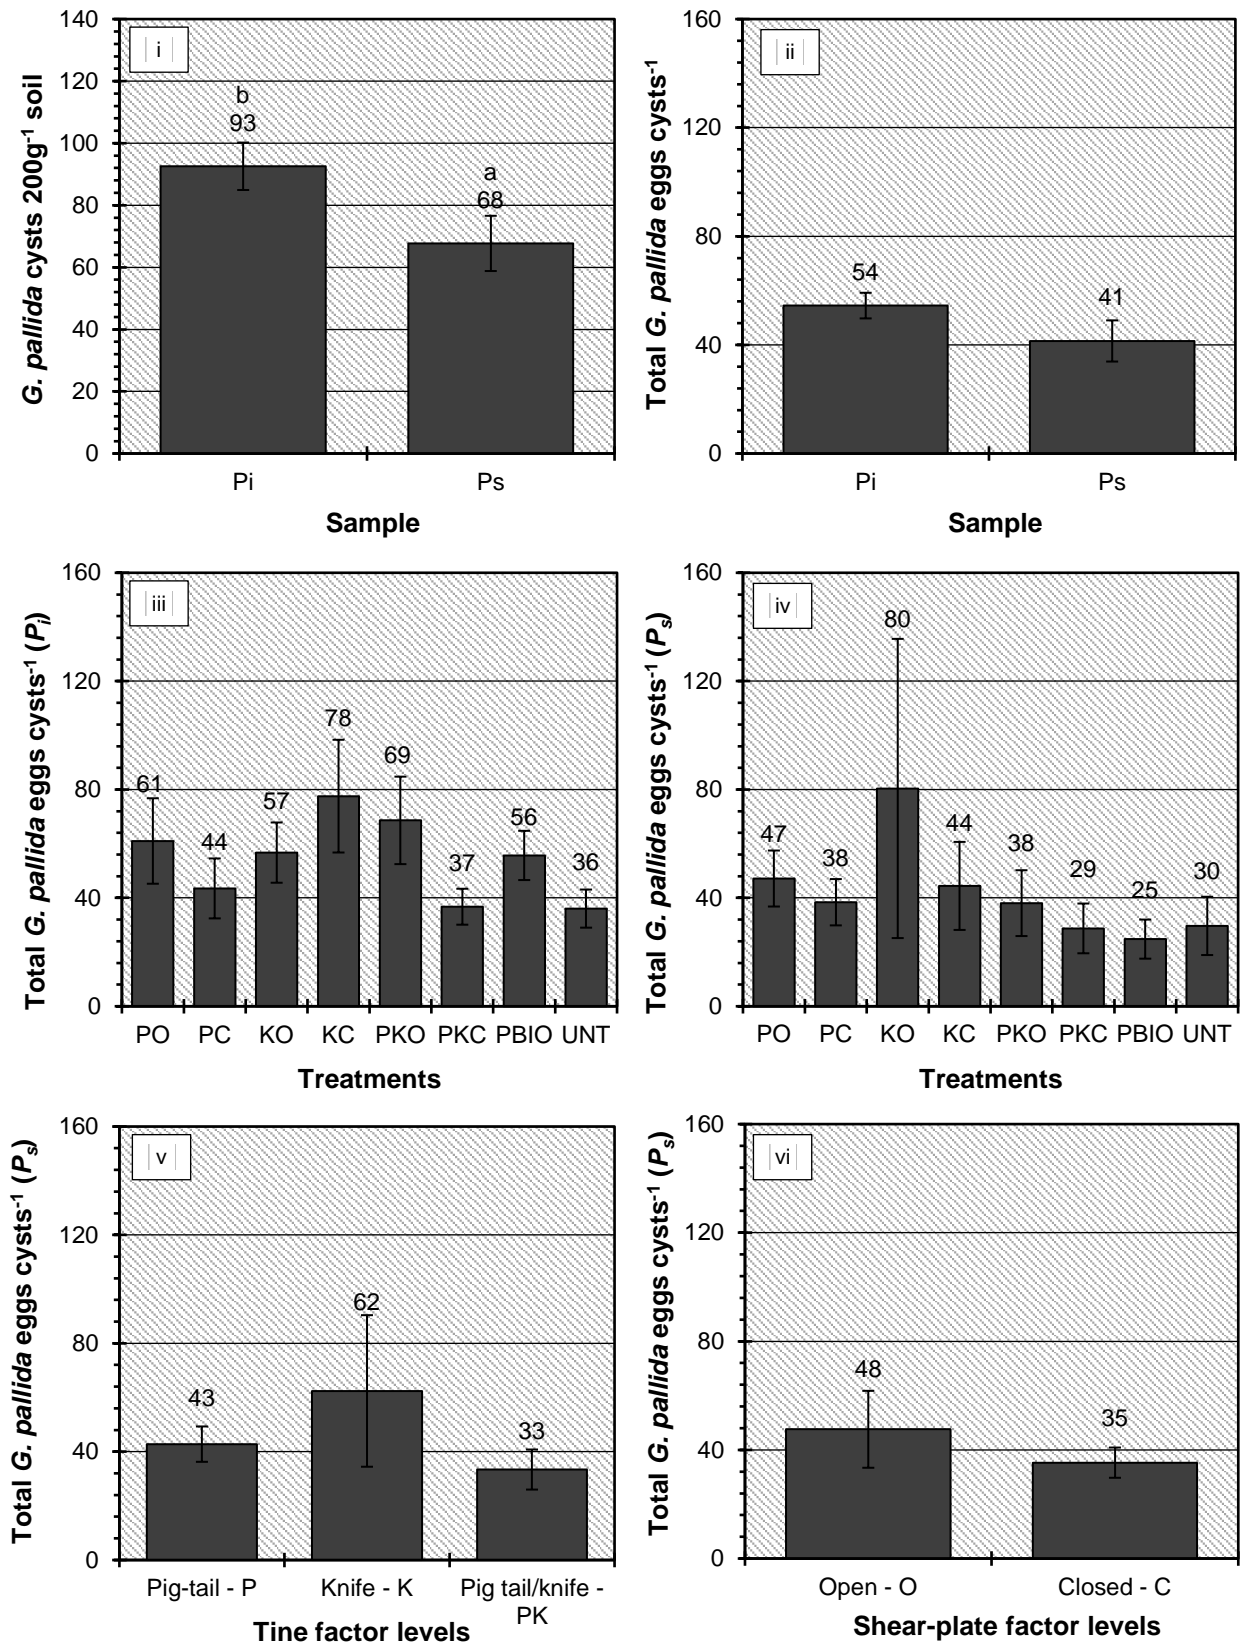 G. pallida cysts 200g⁻¹ soil
140
120
100
80
60
40
20
0
i
b
93
a
68
Pi Ps
Sample
Total G. pallida eggs cysts⁻¹
160
120
80
40
0
ii
54
41
Pi Ps
Sample
Total G. pallida eggs cysts⁻¹ (Pᵢ)
160
120
80
40
0
iii
61 44 57 78 69 37 56 36
PO PC KO KC PKO PKC PBIO UNT
Treatments
Total G. pallida eggs cysts⁻¹ (Pₛ)
160
120
80
40
0
iv
47 38 80 44 38 29 25 30
PO PC KO KC PKO PKC PBIO UNT
Treatments
Total G. pallida eggs cysts⁻¹ (Pₛ)
160
120
80
40
0
v
43 62 33
Pig-tail - P Knife - K Pig tail/knife -
PK
Tine factor levels
Total G. pallida eggs cysts⁻¹ (Pₛ)
160
120
80
40
0
vi
48 35
Open - O Closed - C
Shear-plate factor levels